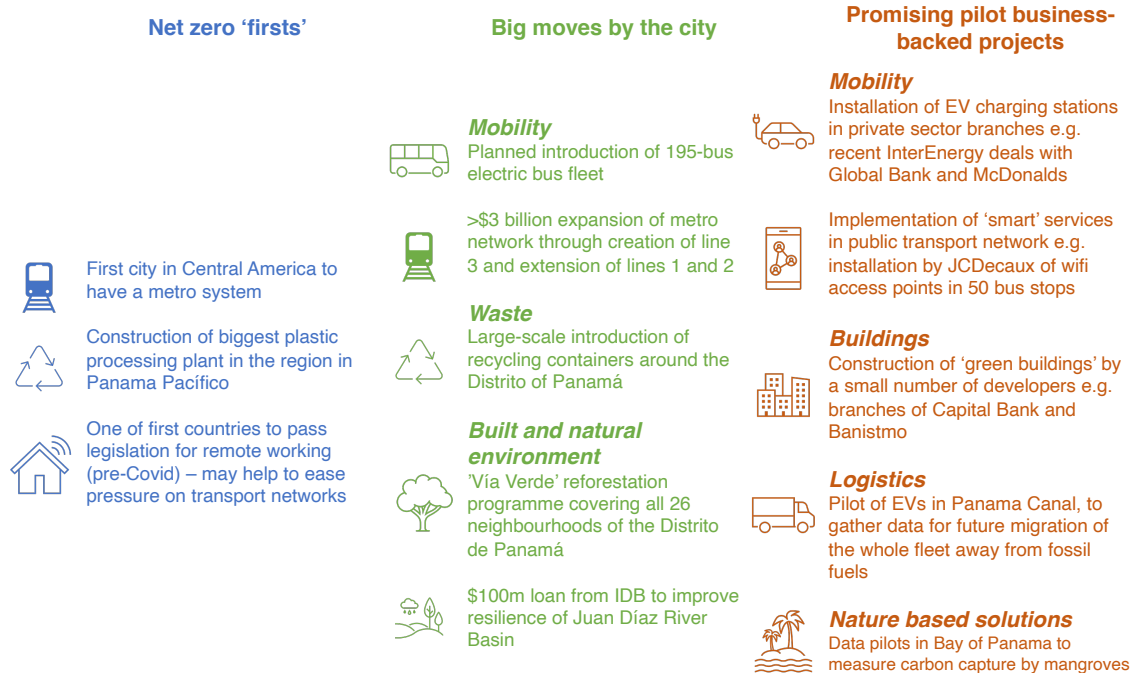 Net zero ‘firsts’
First city in Central America to
have a metro system
Construction of biggest plastic
processing plant in the region in
Panama Pacífico
One of first countries to pass
legislation for remote working
(pre-Covid) – may help to ease
pressure on transport networks
Big moves by the city
Mobility
Planned introduction of 195-bus
electric bus fleet
>$3 billion expansion of metro
network through creation of line
3 and extension of lines 1 and 2
Waste
Large-scale introduction of
recycling containers around the
Distrito of Panamá
Built and natural
environment
’Vía Verde’ reforestation
programme covering all 26
neighbourhoods of the Distrito
de Panamá
$100m loan from IDB to improve
resilience of Juan Díaz River
Basin
Promising pilot business-
backed projects
Mobility
Installation of EV charging stations
in private sector branches e.g.
recent InterEnergy deals with
Global Bank and McDonalds
Implementation of ‘smart’ services
in public transport network e.g.
installation by JCDecaux of wifi
access points in 50 bus stops
Buildings
Construction of ‘green buildings’ by
a small number of developers e.g.
branches of Capital Bank and
Banistmo
Logistics
Pilot of EVs in Panama Canal, to
gather data for future migration of
the whole fleet away from fossil
fuels
Nature based solutions
Data pilots in Bay of Panama to
measure carbon capture by mangroves